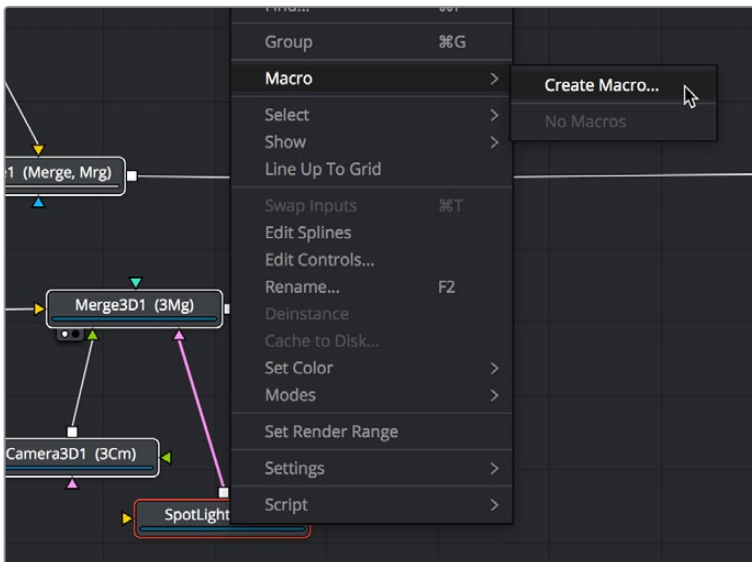 Group ⌘G
Macro >
Create Macro...
No Macros
Select >
Show >
Line Up To Grid
(Merge, Mrg)
Swap Inputs ⌘T
Edit Splines
Edit Controls...
Rename... F2
Merge3D1 (3Mg)
Deinstance
Cache to Disk...
Set Color >
Modes >
Set Render Range
Camera3D1 (3Cm)
Settings >
Script >
SpotLight